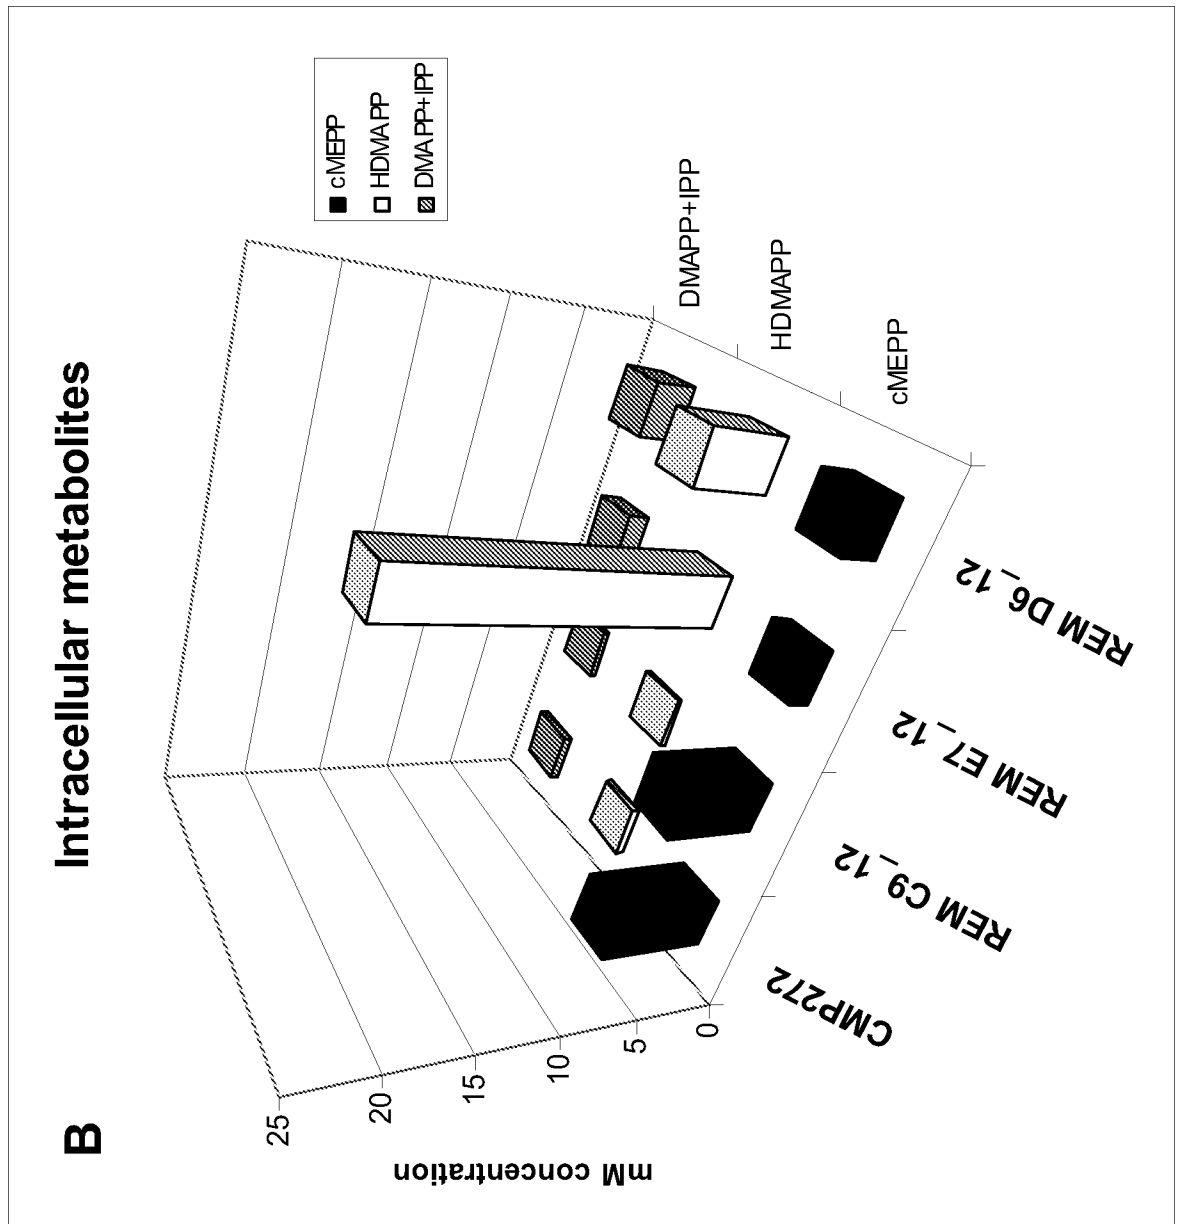 B
Intracellular metabolites
cMEPP
HDMAPP
DMAPP+IPP
mM concentration
25
20
15
10
5
0
DMAPP+IPP
HDMAPP
cMEPP
CMP272
REM C9_12
REM E7_12
REM D6_12